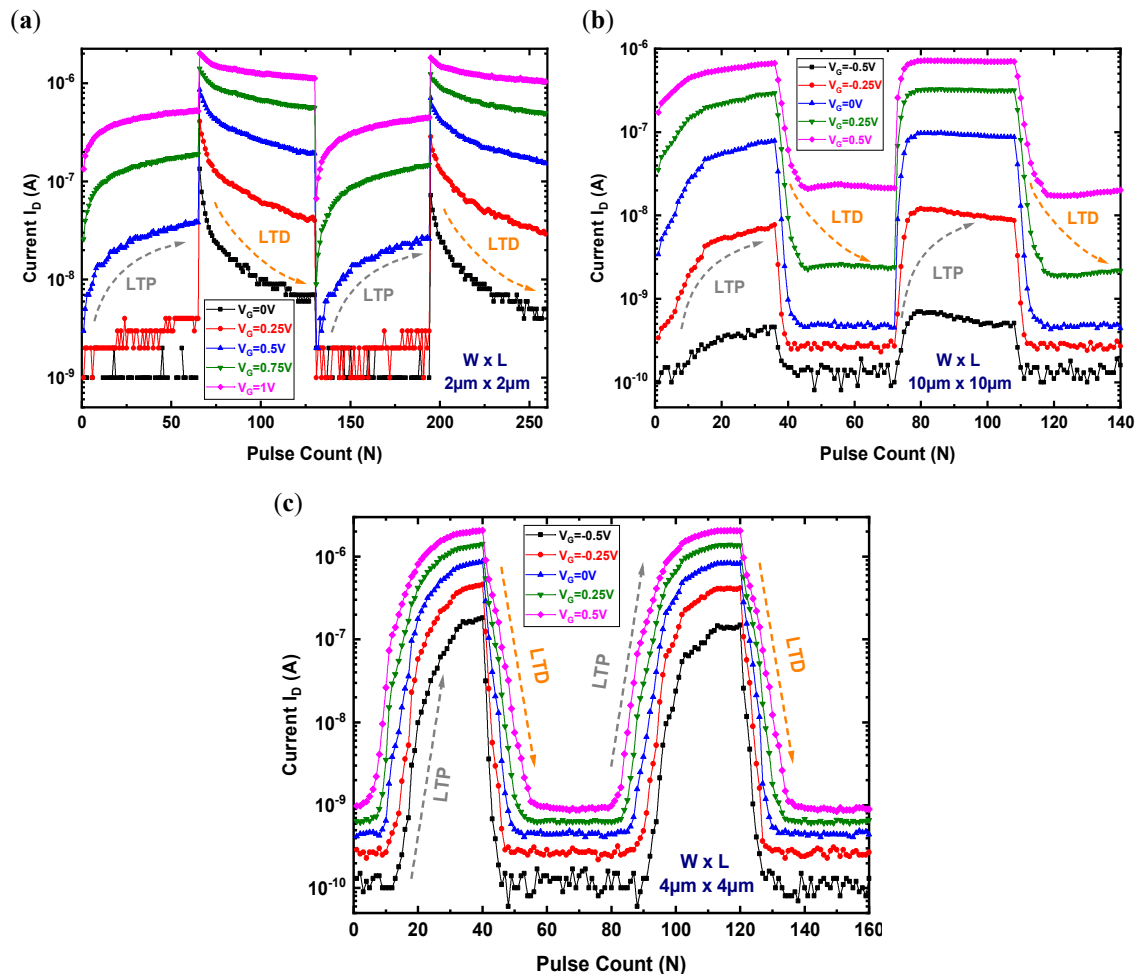 (a)
10⁻⁶
10⁻⁷
10⁻⁸
10⁻⁹
Current I_D (A)
LTP
LTD
LTP
LTD
V_G=0V
V_G=0.25V
V_G=0.5V
V_G=0.75V
V_G=1V
W x L
2µm x 2µm
0 50 100 150 200 250
Pulse Count (N)
(b)
10⁻⁶
10⁻⁷
10⁻⁸
10⁻⁹
10⁻¹⁰
Current I_D (A)
V_G=-0.5V
V_G=-0.25V
V_G=0V
V_G=0.25V
V_G=0.5V
LTP
LTD
LTP
LTD
W x L
10µm x 10µm
0 20 40 60 80 100 120 140
Pulse Count (N)
(c)
10⁻⁶
10⁻⁷
10⁻⁸
10⁻⁹
10⁻¹⁰
Current I_D (A)
V_G=-0.5V
V_G=-0.25V
V_G=0V
V_G=0.25V
V_G=0.5V
LTP
LTD
LTP
LTD
W x L
4µm x 4µm
0 20 40 60 80 100 120 140 160
Pulse Count (N)